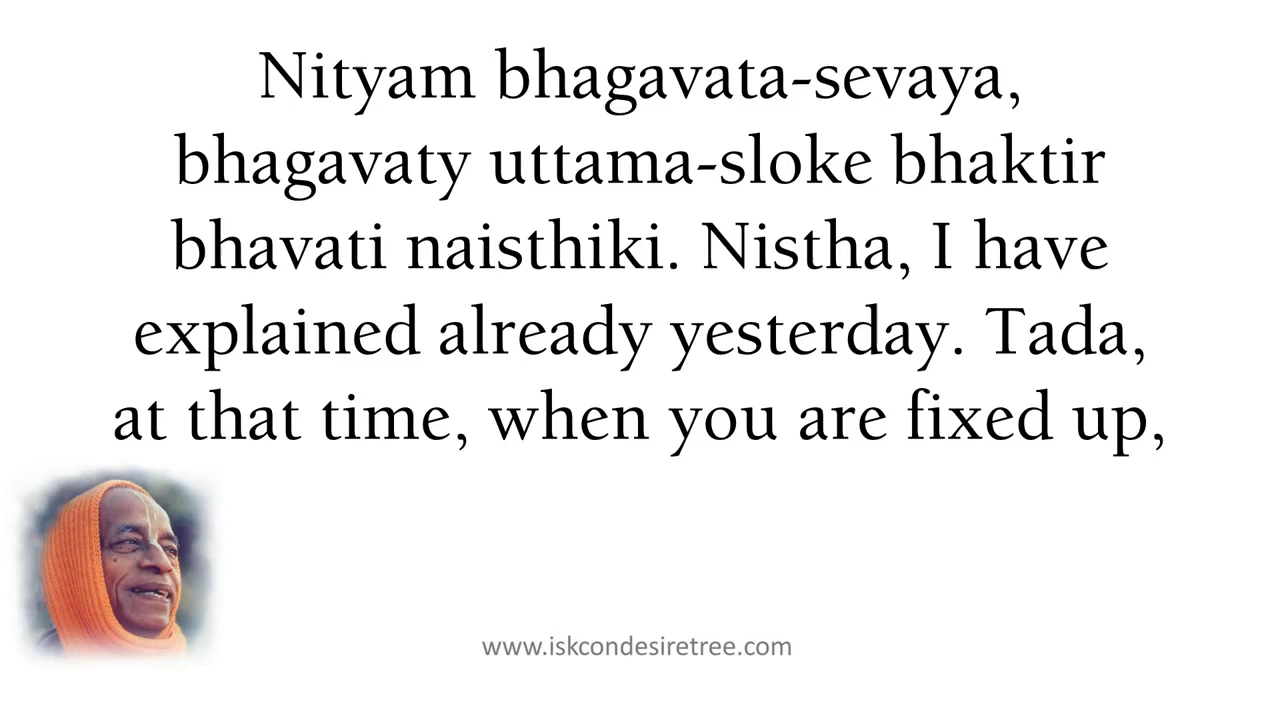 Nityam bhagavata-sevaya,
bhagavaty uttama-sloke bhaktir
bhavati naisthiki. Nistha, I have
explained already yesterday. Tada,
at that time, when you are fixed up,
www.iskcondesiretree.com